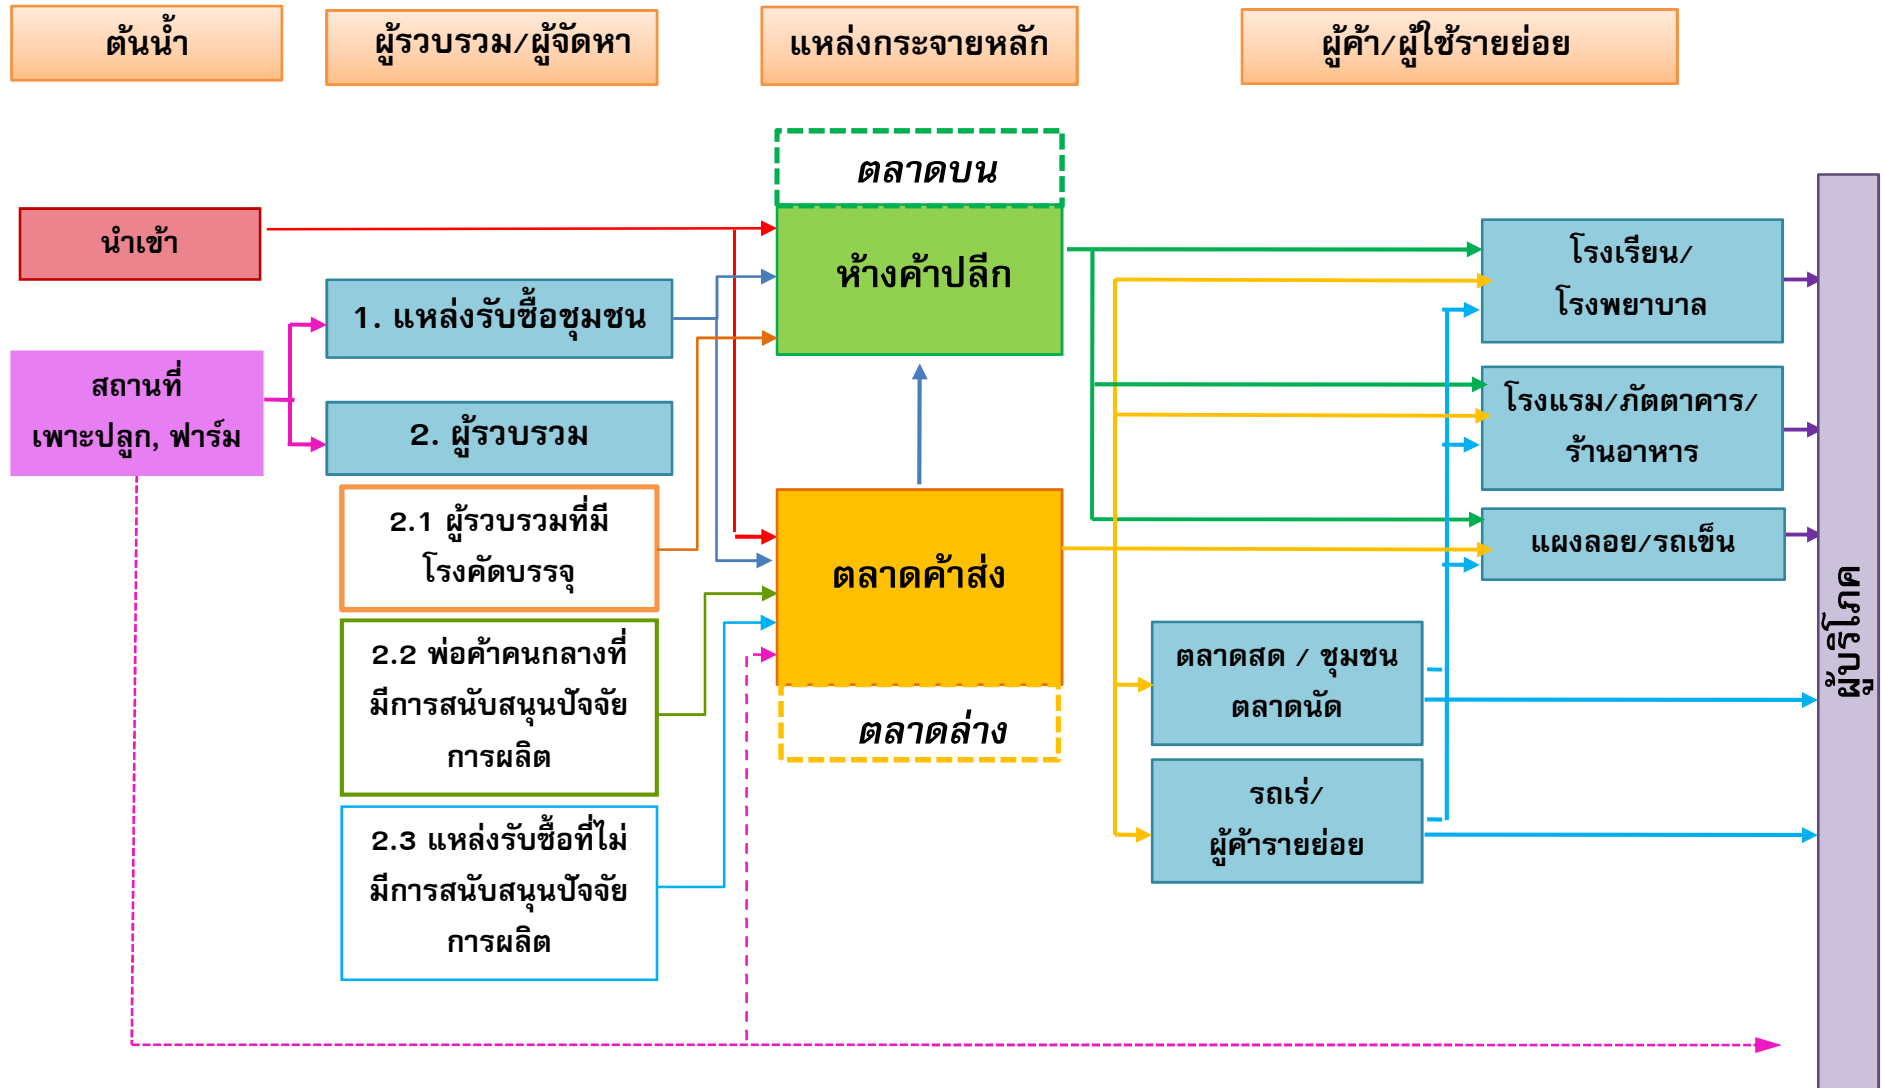 ต้นน้ำ
ผู้รวบรวม/ผู้จัดหา
แหล่งกระจายหลัก
ผู้ค้า/ผู้ใช้รายย่อย
ตลาดบน
นำเข้า
ห้างค้าปลีก
โรงเรียน/
โรงพยาบาล
1. แหล่งรับซื้อชุมชน
สถานที่
เพาะปลูก, ฟาร์ม
2. ผู้รวบรวม
โรงแรม/ภัตตาคาร/
ร้านอาหาร
2.1 ผู้รวบรวมที่มี
โรงคัดบรรจุ
ตลาดค้าส่ง
แผงลอย/รถเข็น
ผู้บริโภค
2.2 พ่อค้าคนกลางที่
มีการสนับสนุนปัจจัย
การผลิต
ตลาดล่าง
ตลาดสด / ชุมชน
ตลาดนัด
2.3 แหล่งรับซื้อที่ไม่
มีการสนับสนุนปัจจัย
การผลิต
รถเร่/
ผู้ค้ารายย่อย